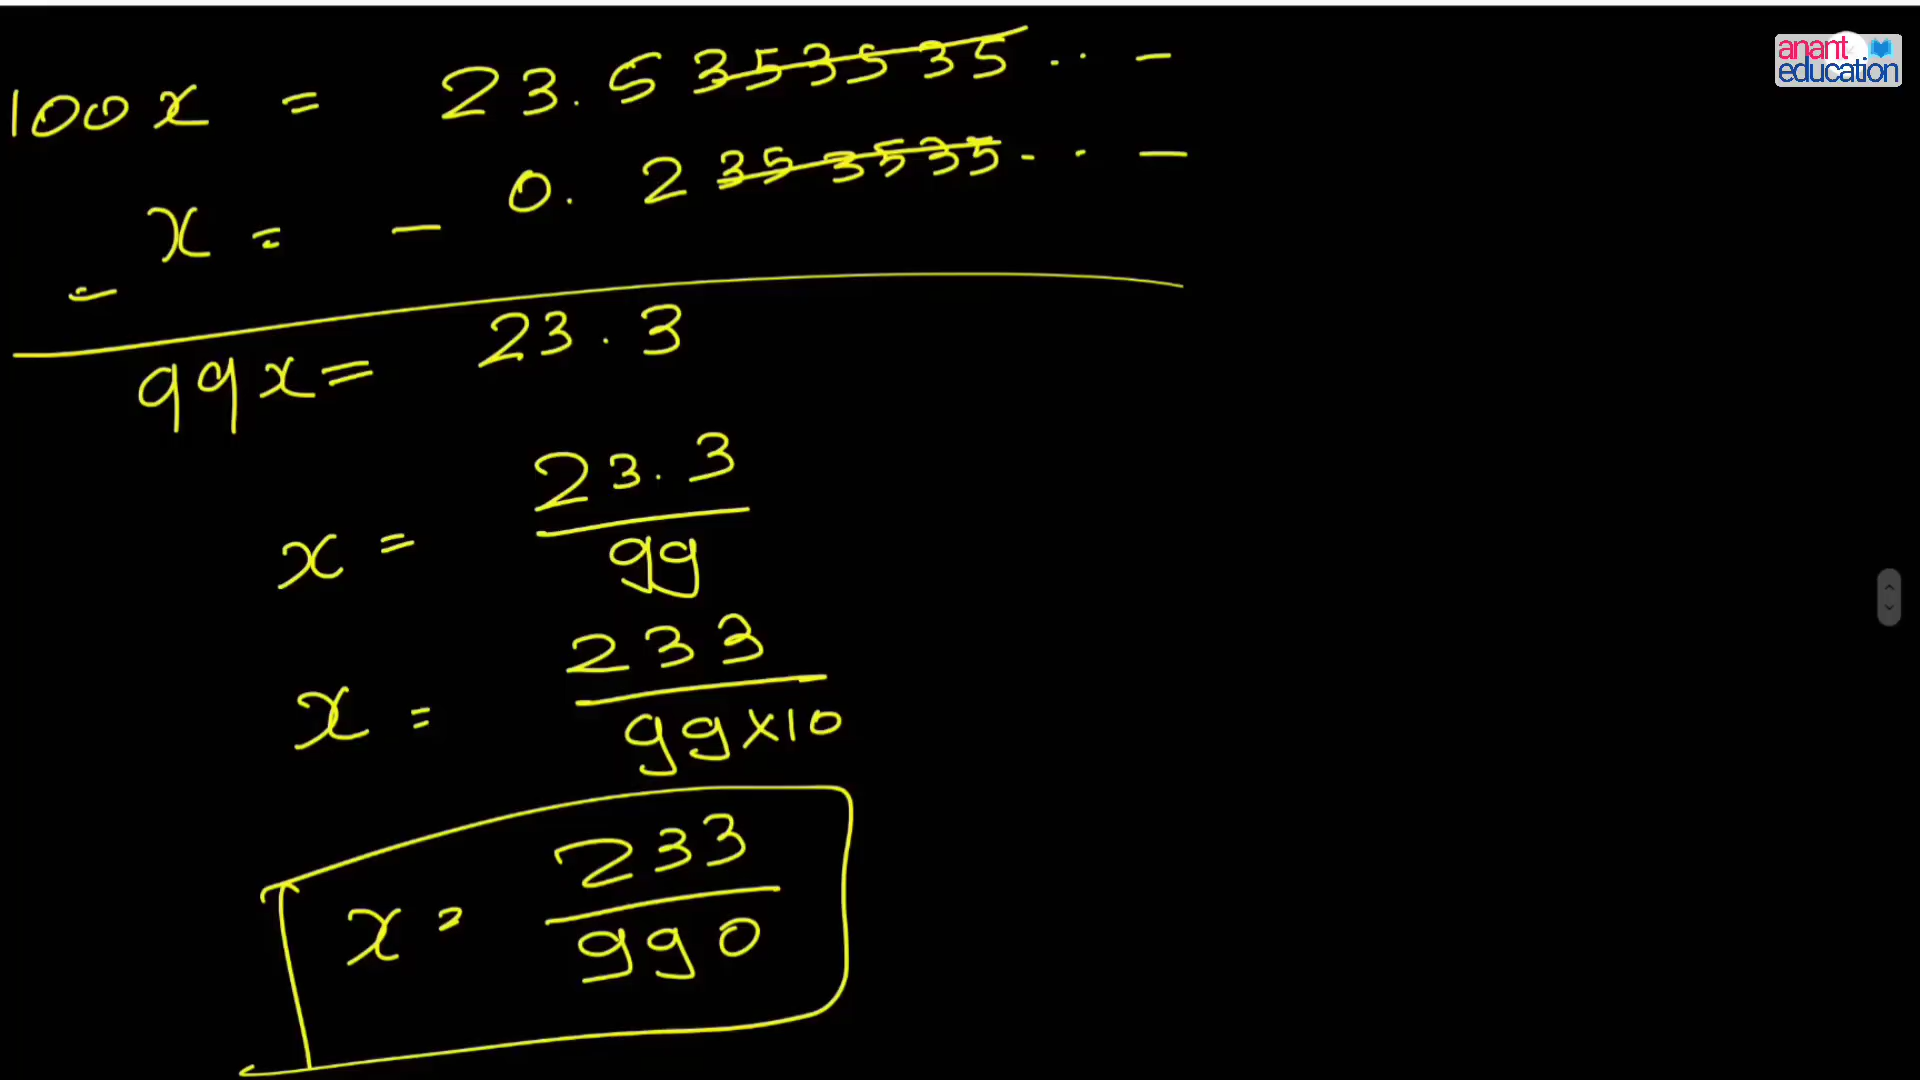 100x = 23.5353535.. -
x = - 0.2353535-. -
-
99x = 23.3
x = 23.3/99
x = 233/99×10
x = 233/990
anant
education